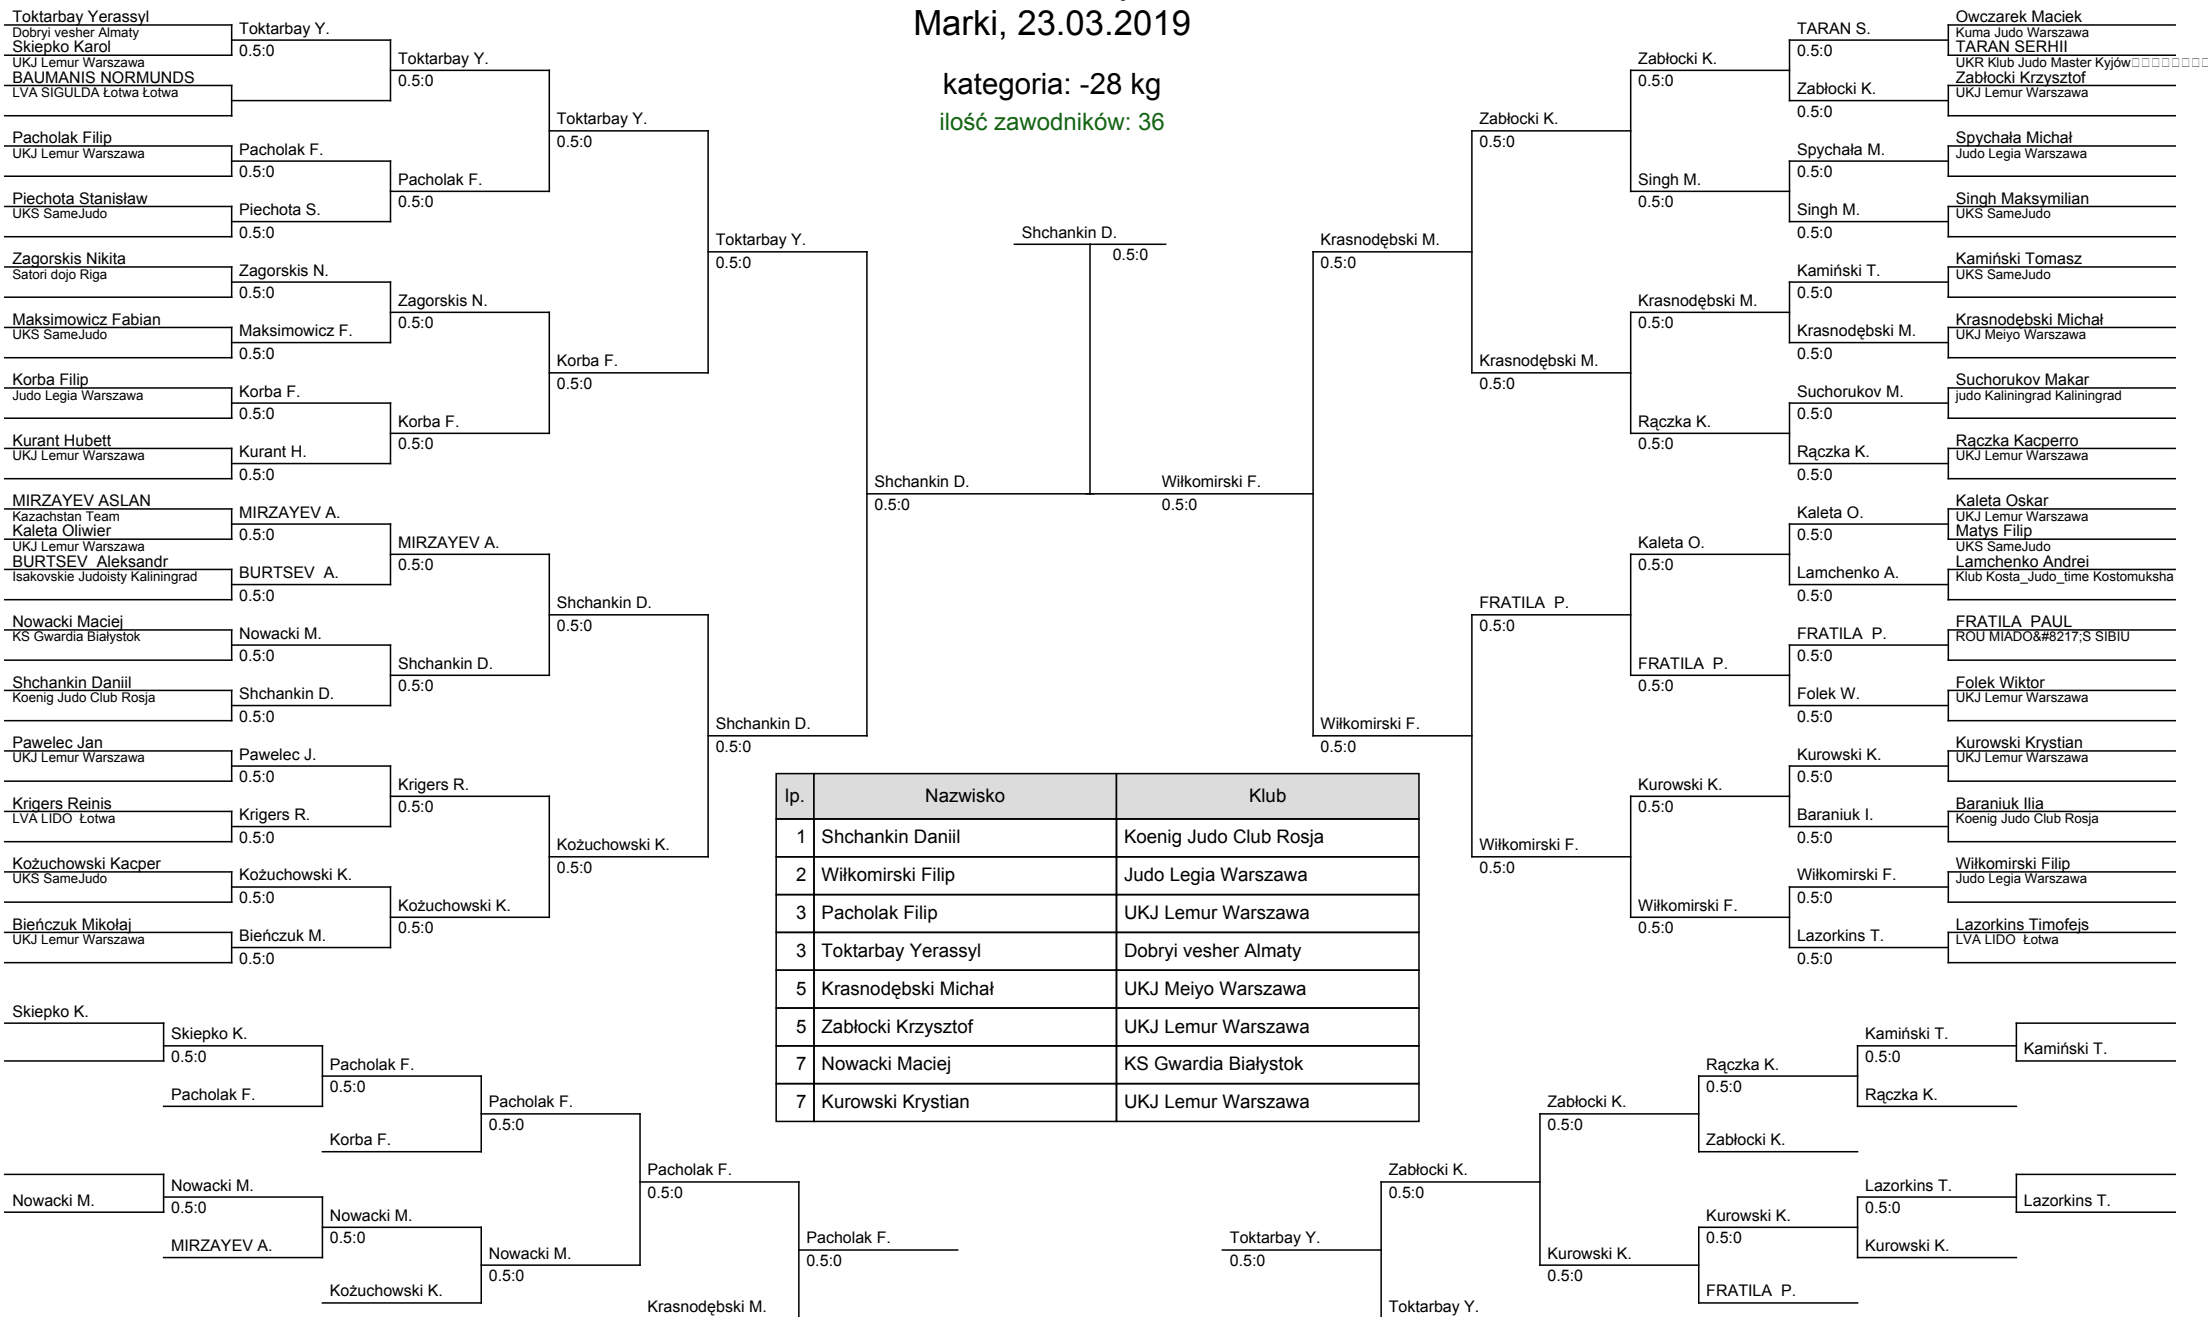 Marki, 23.03.2019
kategoria: -28 kg
ilość zawodników: 36
Toktarbay Yerassyl
Dobryi vesher Almaty
Skiepko Karol
UKJ Lemur Warszawa
BAUMANIS NORMUNDS
LVA SIGULDA Łotwa Łotwa
Pacholak Filip
UKJ Lemur Warszawa
Piechota Stanisław
UKS SameJudo
Zagorskis Nikita
Satori dojo Riga
Maksimowicz Fabian
UKS SameJudo
Korba Filip
Judo Legia Warszawa
Kurant Hubett
UKJ Lemur Warszawa
MIRZAYEV ASLAN
Kazachstan Team
Kaleta Oliwier
UKJ Lemur Warszawa
BURTSEV Aleksandr
Isakovskie Judoisty Kaliningrad
Nowacki Maciej
KS Gwardia Białystok
Shchankin Daniil
Koenig Judo Club Rosja
Pawelec Jan
UKJ Lemur Warszawa
Krigers Reinis
LVA LIDO Łotwa
Kożuchowski Kacper
UKS SameJudo
Bieńczuk Mikołaj
UKJ Lemur Warszawa
Toktarbay Y.
0.5:0
Pacholak F.
0.5:0
Piechota S.
0.5:0
Zagorskis N.
0.5:0
Maksimowicz F.
0.5:0
Korba F.
0.5:0
Kurant H.
0.5:0
MIRZAYEV A.
0.5:0
BURTSEV A.
0.5:0
Nowacki M.
0.5:0
Shchankin D.
0.5:0
Pawelec J.
0.5:0
Krigers R.
0.5:0
Kożuchowski K.
0.5:0
Bieńczuk M.
0.5:0
Toktarbay Y.
0.5:0
Pacholak F.
0.5:0
Zagorskis N.
0.5:0
Korba F.
0.5:0
MIRZAYEV A.
0.5:0
Shchankin D.
0.5:0
Krigers R.
0.5:0
Kożuchowski K.
0.5:0
Toktarbay Y.
0.5:0
Korba F.
0.5:0
Shchankin D.
0.5:0
Kożuchowski K.
0.5:0
Toktarbay Y.
0.5:0
Shchankin D.
0.5:0
Shchankin D.
0.5:0
Shchankin D.
0.5:0
Wiłkomirski F.
0.5:0
Krasnodębski M.
0.5:0
Wiłkomirski F.
0.5:0
Zabłocki K.
0.5:0
Krasnodębski M.
0.5:0
FRATILA P.
0.5:0
Wiłkomirski F.
0.5:0
Zabłocki K.
0.5:0
Singh M.
0.5:0
Krasnodębski M.
0.5:0
Rączka K.
0.5:0
Kaleta O.
0.5:0
FRATILA P.
0.5:0
Kurowski K.
0.5:0
Wiłkomirski F.
0.5:0
TARAN S.
0.5:0
Zabłocki K.
0.5:0
Spychała M.
0.5:0
Singh M.
0.5:0
Kamiński T.
0.5:0
Krasnodębski M.
0.5:0
Suchorukov M.
0.5:0
Rączka K.
0.5:0
Kaleta O.
0.5:0
Lamchenko A.
0.5:0
FRATILA P.
0.5:0
Folek W.
0.5:0
Kurowski K.
0.5:0
Baraniuk I.
0.5:0
Wiłkomirski F.
0.5:0
Lazorkins T.
0.5:0
Owczarek Maciek
Kuma Judo Warszawa
TARAN SERHII
UKR Klub Judo Master Kyjów
Zabłocki Krzysztof
UKJ Lemur Warszawa
Spychała Michał
Judo Legia Warszawa
Singh Maksymilian
UKS SameJudo
Kamiński Tomasz
UKS SameJudo
Krasnodębski Michał
UKJ Meiyo Warszawa
Suchorukov Makar
judo Kaliningrad Kaliningrad
Rączka Kacperro
UKJ Lemur Warszawa
Kaleta Oskar
UKJ Lemur Warszawa
Matys Filip
UKS SameJudo
Lamchenko Andrei
Klub Kosta_Judo_time Kostomuksha
FRATILA PAUL
ROU MIADO&#8217;S SIBIU
Folek Wiktor
UKJ Lemur Warszawa
Kurowski Krystian
UKJ Lemur Warszawa
Baraniuk Ilia
Koenig Judo Club Rosja
Wiłkomirski Filip
Judo Legia Warszawa
Lazorkins Timofejs
LVA LIDO Łotwa
lp. Nazwisko Klub
1 Shchankin Daniil Koenig Judo Club Rosja
2 Wiłkomirski Filip Judo Legia Warszawa
3 Pacholak Filip UKJ Lemur Warszawa
3 Toktarbay Yerassyl Dobryi vesher Almaty
5 Krasnodębski Michał UKJ Meiyo Warszawa
5 Zabłocki Krzysztof UKJ Lemur Warszawa
7 Nowacki Maciej KS Gwardia Białystok
7 Kurowski Krystian UKJ Lemur Warszawa
Skiepko K.
Nowacki M.
Skiepko K.
0.5:0
Pacholak F.
Nowacki M.
0.5:0
MIRZAYEV A.
Pacholak F.
0.5:0
Korba F.
Nowacki M.
0.5:0
Kożuchowski K.
Pacholak F.
0.5:0
Nowacki M.
0.5:0
Pacholak F.
0.5:0
Krasnodębski M.
Pacholak F.
0.5:0
Toktarbay Y.
0.5:0
Zabłocki K.
0.5:0
Toktarbay Y.
Zabłocki K.
0.5:0
Kurowski K.
0.5:0
Rączka K.
0.5:0
Zabłocki K.
Kurowski K.
0.5:0
FRATILA P.
Kamiński T.
0.5:0
Rączka K.
Lazorkins T.
0.5:0
Kurowski K.
Kamiński T.
Lazorkins T.